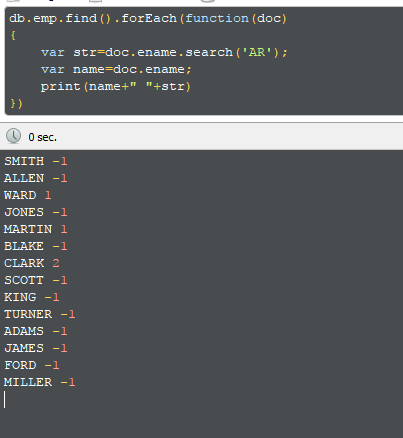 db.emp.find().forEach(function(doc)
{
    var str=doc.ename.search('AR');
    var name=doc.ename;
    print(name+" "+str)
})
0 sec.
SMITH -1
ALLEN -1
WARD 1
JONES -1
MARTIN 1
BLAKE -1
CLARK 2
SCOTT -1
KING -1
TURNER -1
ADAMS -1
JAMES -1
FORD -1
MILLER -1